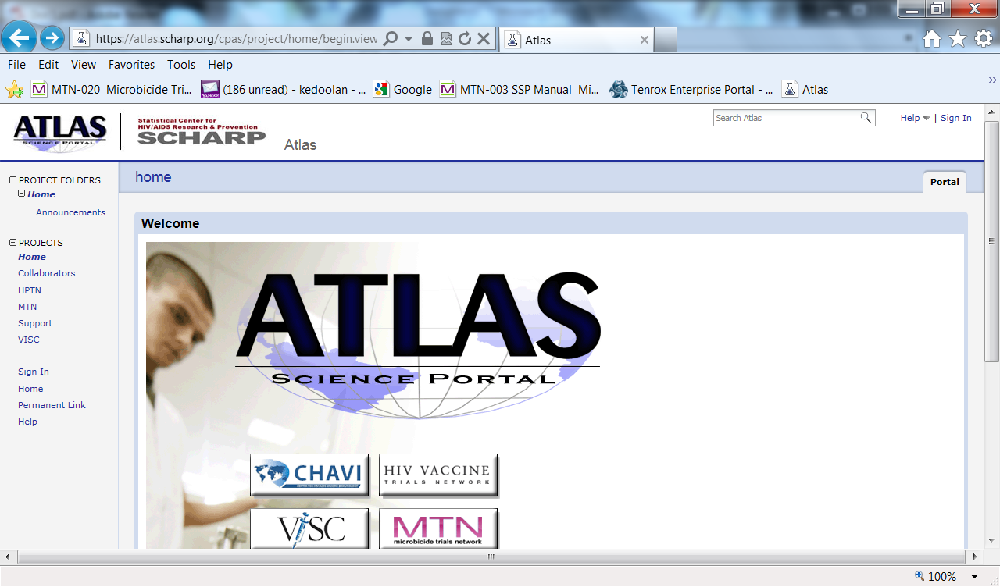 https://atlas.scharp.org/cpas/project/home/begin.view
Atlas
File Edit View Favorites Tools Help
MTN-020 Microbicide Tri...
(186 unread) - kedoolan - ...
Google
MTN-003 SSP Manual Mi...
Tenrox Enterprise Portal - ...
Atlas
ATLAS
SCIENCE PORTAL
Statistical Center for
HIV/AIDS Research & Prevention
SCHARP
Atlas
Search Atlas
Help | Sign In
PROJECT FOLDERS
Home
Announcements
PROJECTS
Home
Collaborators
HPTN
MTN
Support
VISC
Sign In
Home
Permanent Link
Help
home
Portal
Welcome
ATLAS
SCIENCE PORTAL
CHAVI
CENTER FOR HIV/AIDS VACCINE IMMUNOLOGY
HIV VACCINE
TRIALS NETWORK
VISC
MTN
microbicide trials network
100%